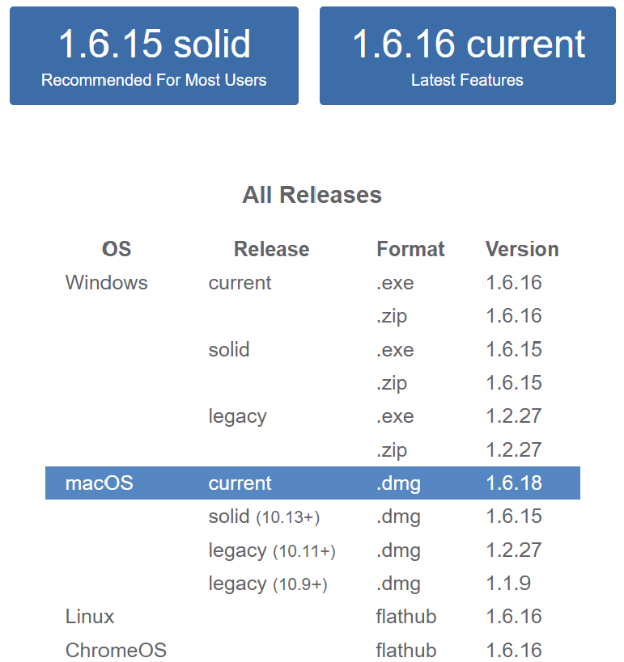 1.6.15 solid
Recommended For Most Users
1.6.16 current
Latest Features
All Releases
OS Release Format Version
Windows current .exe 1.6.16
.zip 1.6.16
solid .exe 1.6.15
.zip 1.6.15
legacy .exe 1.2.27
.zip 1.2.27
macOS current .dmg 1.6.18
solid (10.13+) .dmg 1.6.15
legacy (10.11+) .dmg 1.2.27
legacy (10.9+) .dmg 1.1.9
Linux flathub 1.6.16
ChromeOS flathub 1.6.16